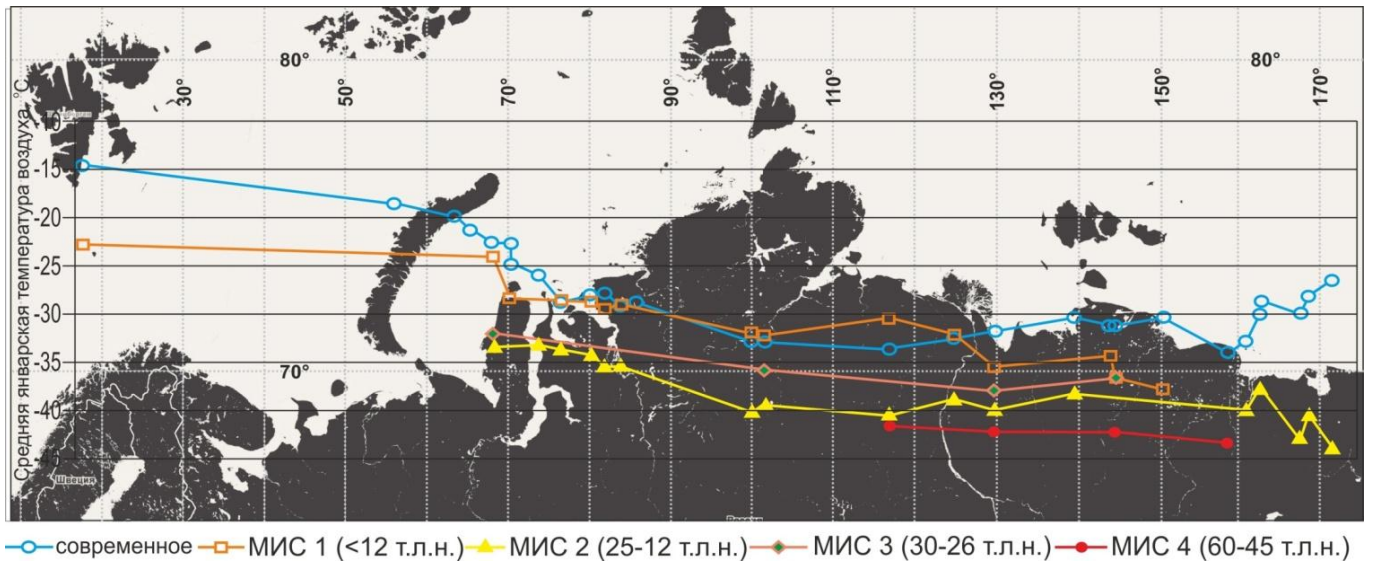 80°
80°
30°
50°
70°
90°
110°
130°
150°
170°
Средняя январская температура воздуха, °С
-10
-15
-20
-25
-30
-35
-40
-45
70°
70°
Швеция
современное
МИС 1 (<12 т.л.н.)
МИС 2 (25-12 т.л.н.)
МИС 3 (30-26 т.л.н.)
МИС 4 (60-45 т.л.н.)